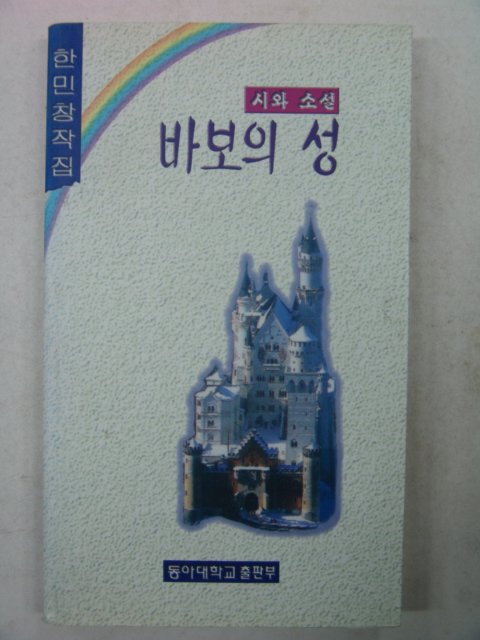 한민창작집
시와 소설
바보의 성
동아대학교 출판부